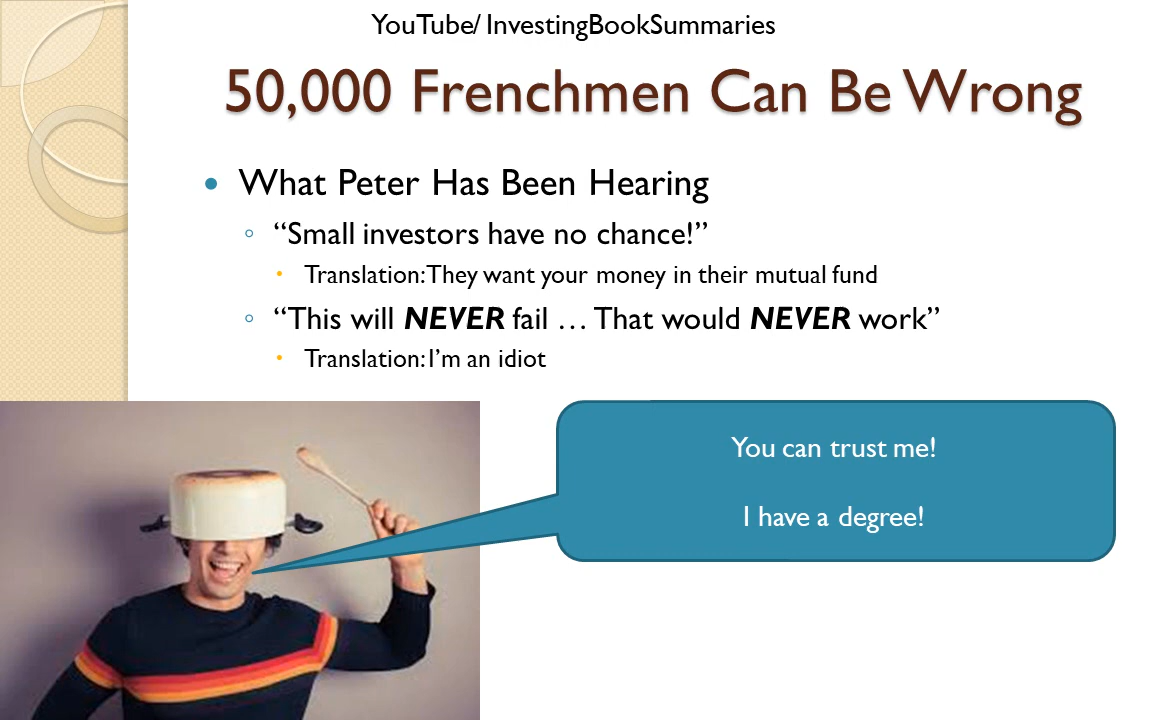 YouTube/ InvestingBookSummaries
50,000 Frenchmen Can Be Wrong
What Peter Has Been Hearing
“Small investors have no chance!”
Translation: They want your money in their mutual fund
“This will NEVER fail … That would NEVER work”
Translation: I’m an idiot
You can trust me!
I have a degree!